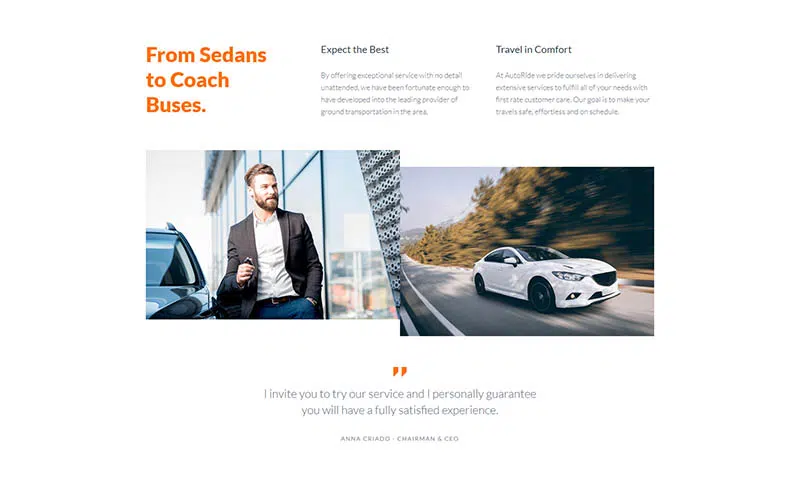 From Sedans
to Coach
Buses.
Expect the Best
By offering exceptional service with no detail
unattended, we have been fortunate enough to
have developed into the leading provider of
ground transportation in the area.
Travel in Comfort
At AutoRide we pride ourselves in delivering
extensive services to fulfill all of your needs with
first rate customer care. Our goal is to make your
travels safe, effortless and on schedule.
"
I invite you to try our service and I personally guarantee
you will have a fully satisfied experience.
ANNA CRIADO - CHAIRMAN & CEO